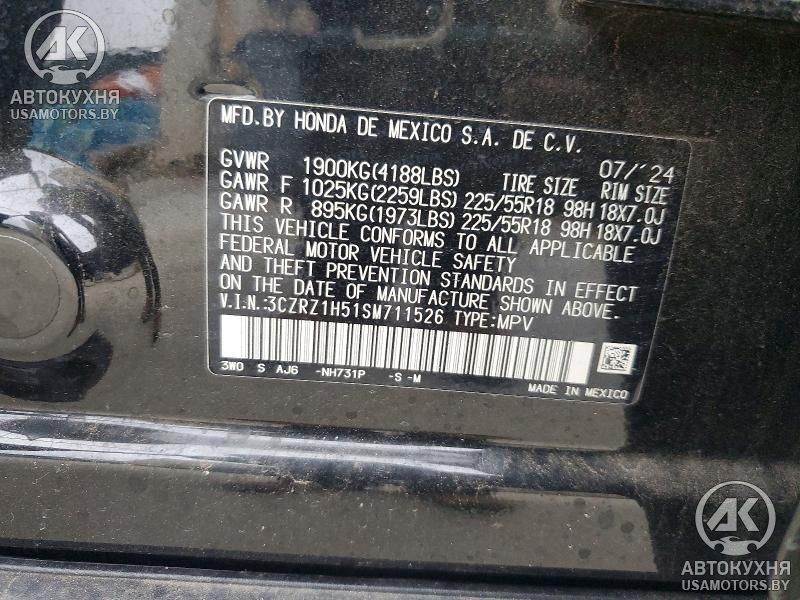 AK
АВТОКУХНЯ
USAMOTORS.BY
MFD.BY HONDA DE MEXICO S.A. DE C.V.
07/'24
GVWR 1900KG(4188LBS) TIRE SIZE RIM SIZE
GAWR F 1025KG(2259LBS) 225/55R18 98H 18X7.0J
GAWR R 895KG(1973LBS) 225/55R18 98H 18X7.0J
THIS VEHICLE CONFORMS TO ALL APPLICABLE
FEDERAL MOTOR VEHICLE SAFETY
AND THEFT PREVENTION STANDARDS IN EFFECT
ON THE DATE OF MANUFACTURE SHOWN ABOVE.
V.I.N.:3CZRZ1H51SM711526 TYPE:MPV
3W0 S AJ6 -NH731P -S-M
MADE IN MEXICO
AK
АВТОКУХНЯ
USAMOTORS.BY